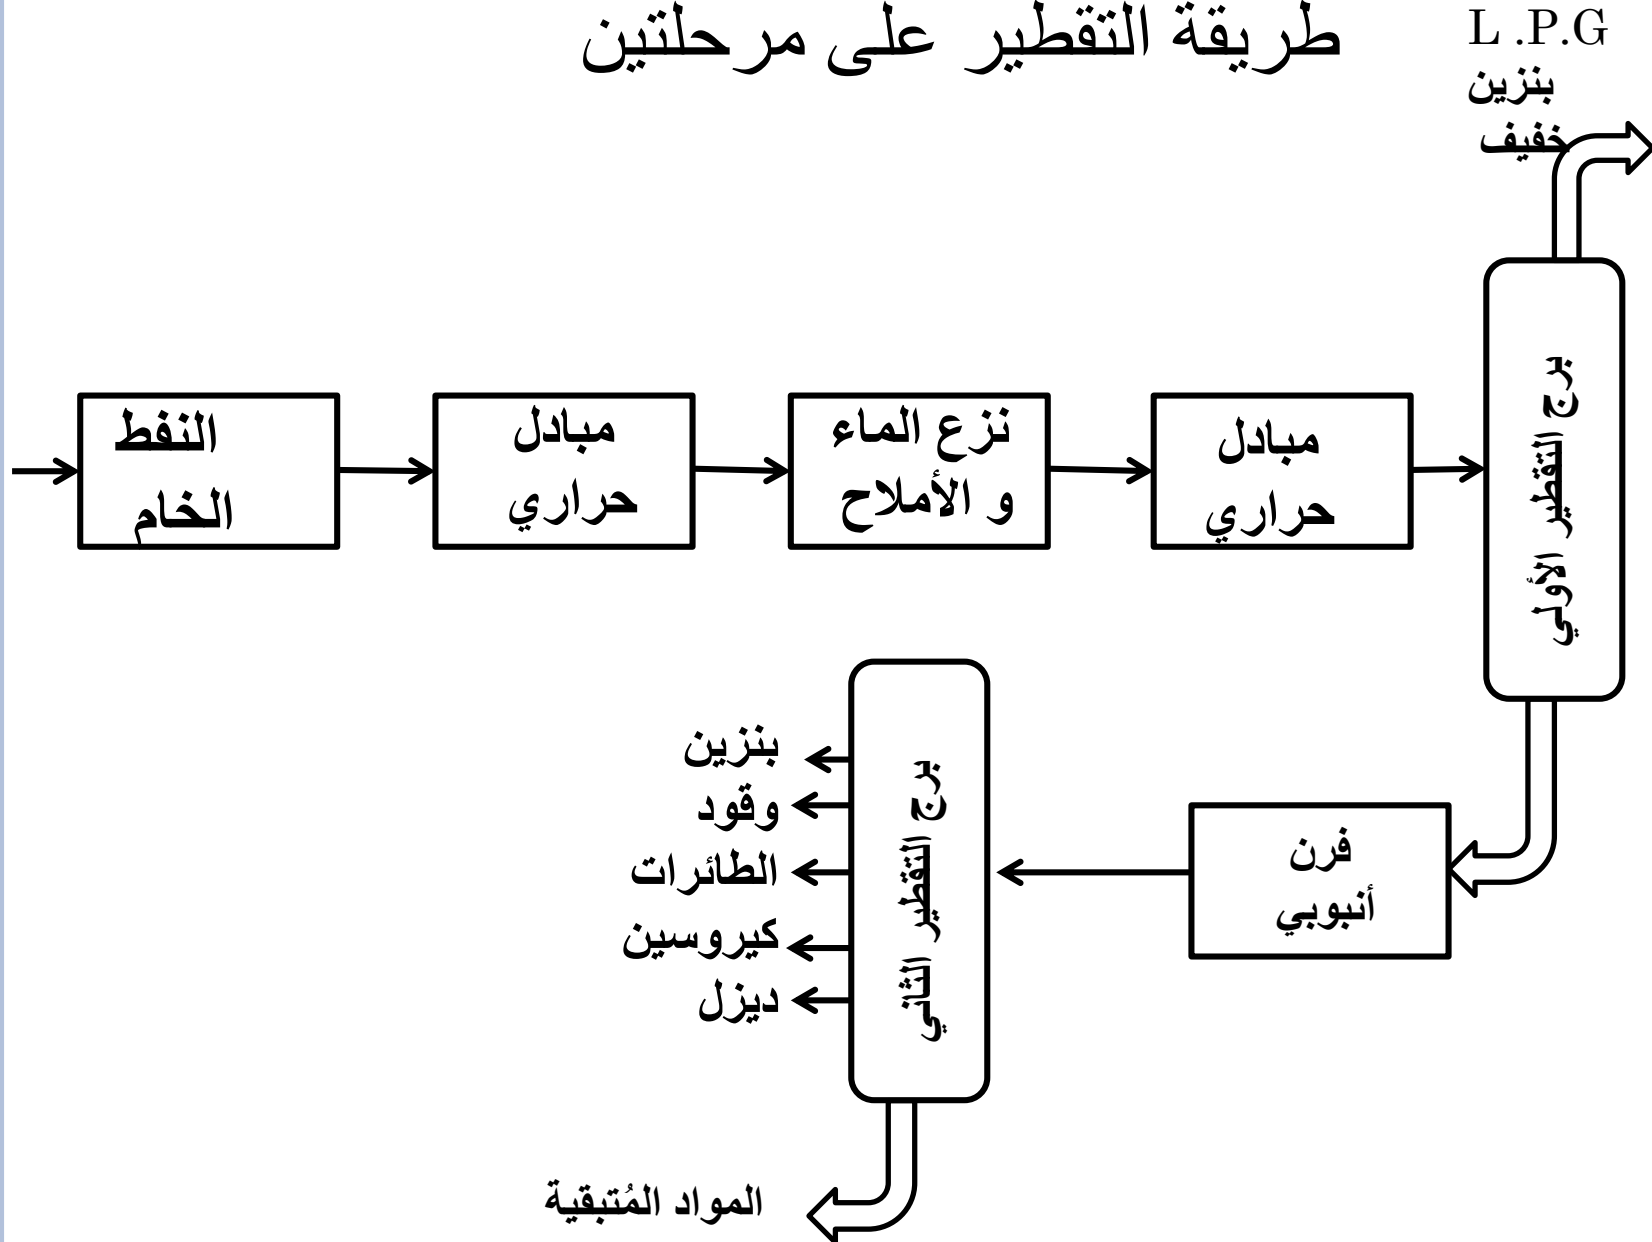 طريقة التقطير على مرحلتين
L .P.G
بنزين
خفيف
النفط
الخام
مبادل
حراري
نزع الماء
و الأملاح
مبادل
حراري
برج التقطير الأولي
فرن
أنبوبي
برج التقطير الثاني
بنزين
وقود
الطائرات
كيروسين
ديزل
المواد المُتبقية